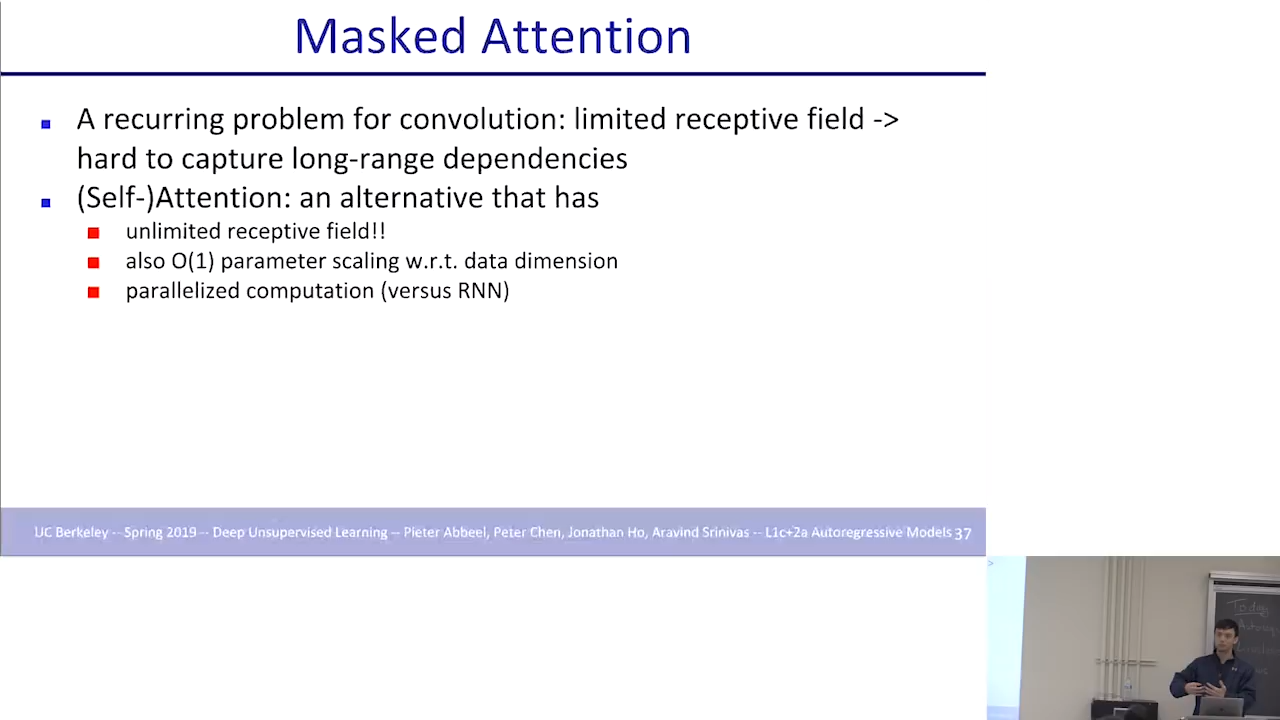 Masked Attention
A recurring problem for convolution: limited receptive field ->
hard to capture long-range dependencies
(Self-)Attention: an alternative that has
unlimited receptive field!!
also O(1) parameter scaling w.r.t. data dimension
parallelized computation (versus RNN)
UC Berkeley -- Spring 2019 -- Deep Unsupervised Learning -- Pieter Abbeel, Peter Chen, Jonathan Ho, Aravind Srinivas -- L1c+2a Autoregressive Models 37
Today